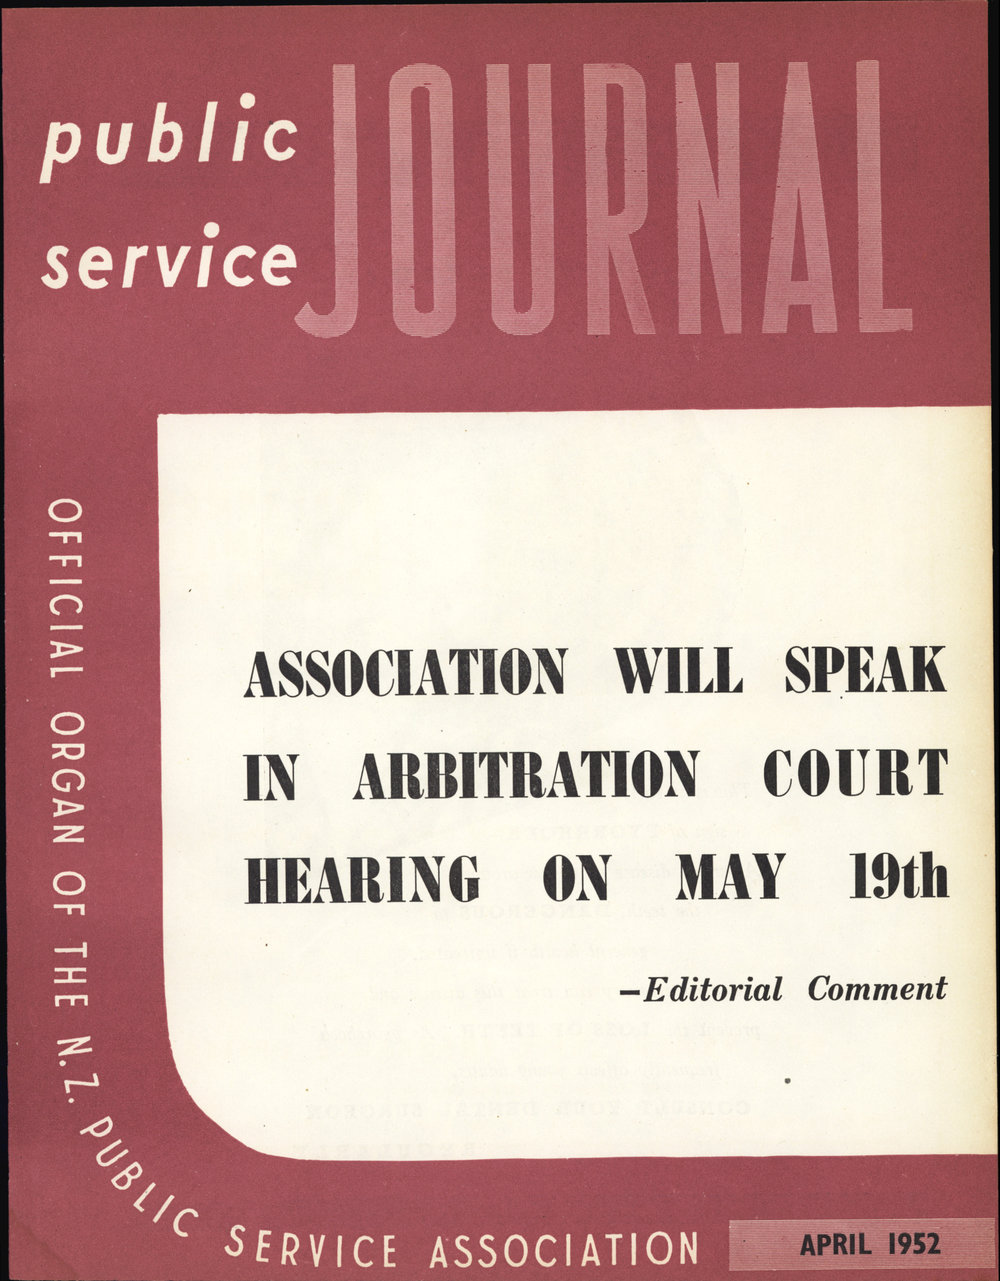 public
service
JOURNAL
ASSOCIATION WILL SPEAK
IN ARBITRATION COURT
HEARING ON MAY 19th
—Editorial Comment
OFFICIAL ORGAN OF THE N.Z. PUBLIC SERVICE ASSOCIATION
APRIL 1952